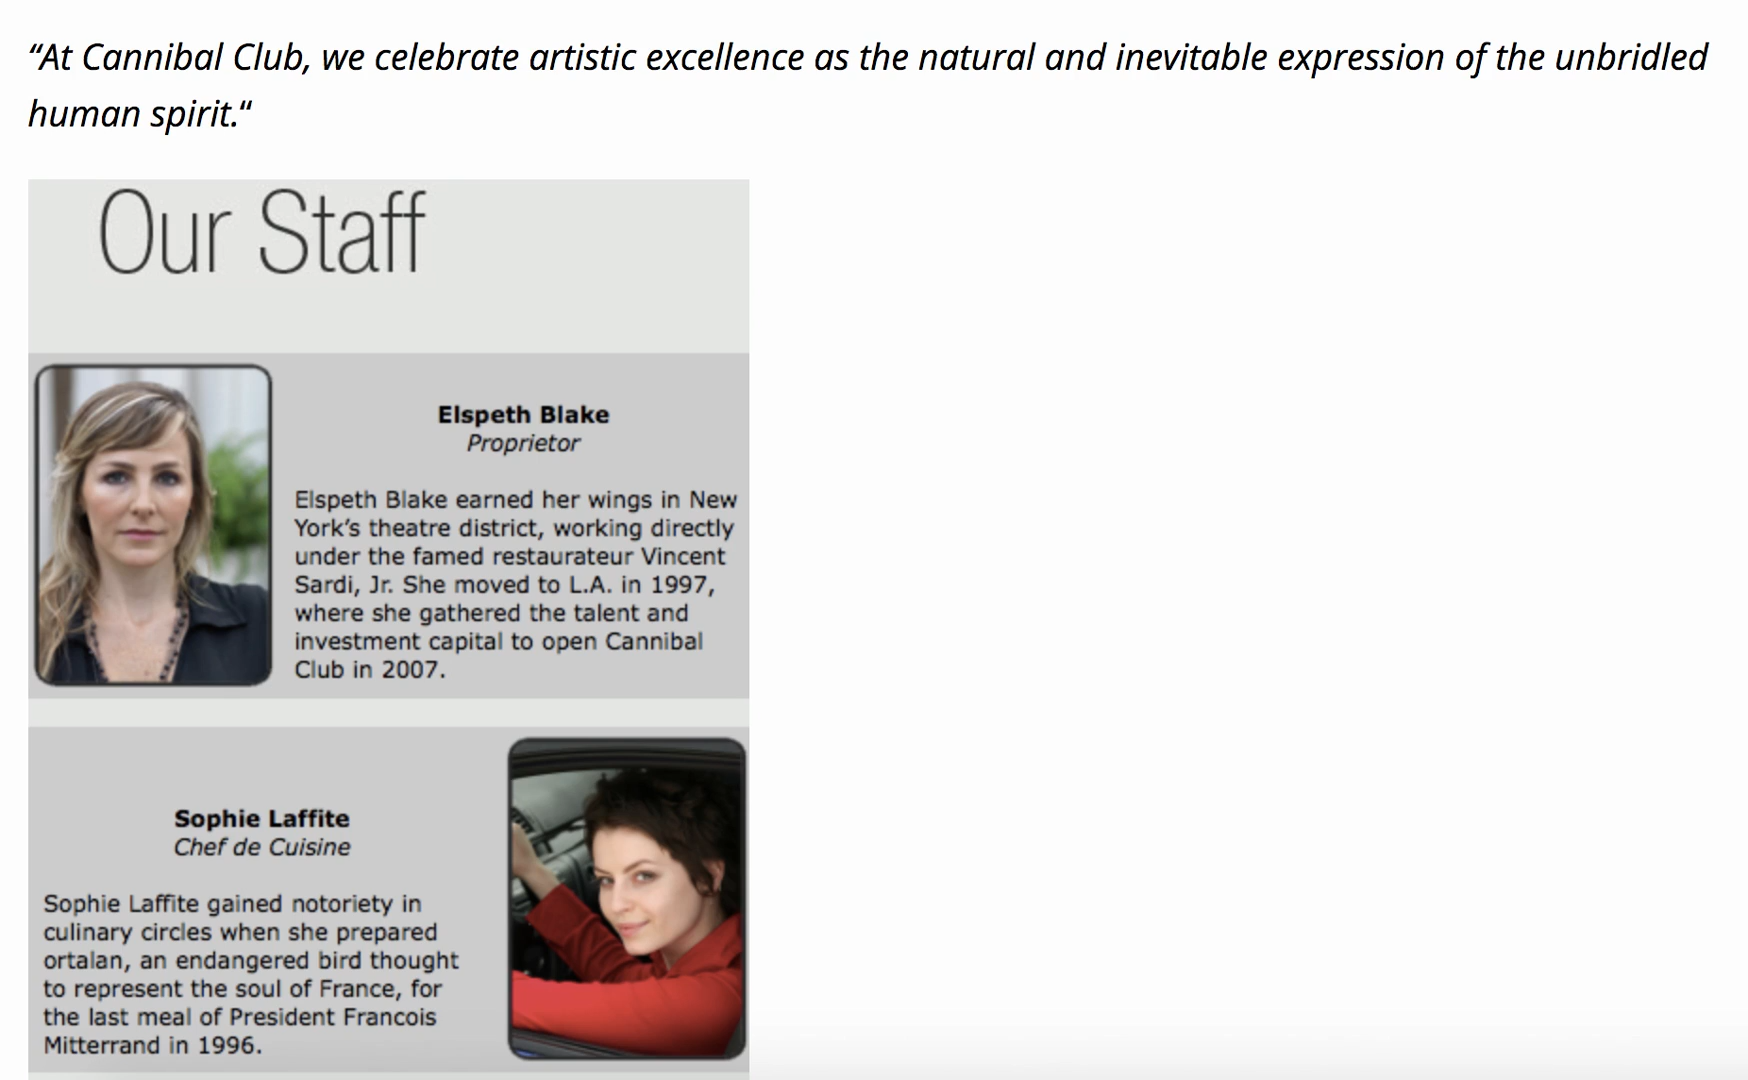 “At Cannibal Club, we celebrate artistic excellence as the natural and inevitable expression of the unbridled
human spirit.“
Our Staff
Elspeth Blake
Proprietor
Elspeth Blake earned her wings in New
York’s theatre district, working directly
under the famed restaurateur Vincent
Sardi, Jr. She moved to L.A. in 1997,
where she gathered the talent and
investment capital to open Cannibal
Club in 2007.
Sophie Laffite
Chef de Cuisine
Sophie Laffite gained notoriety in
culinary circles when she prepared
ortalan, an endangered bird thought
to represent the soul of France, for
the last meal of President Francois
Mitterrand in 1996.